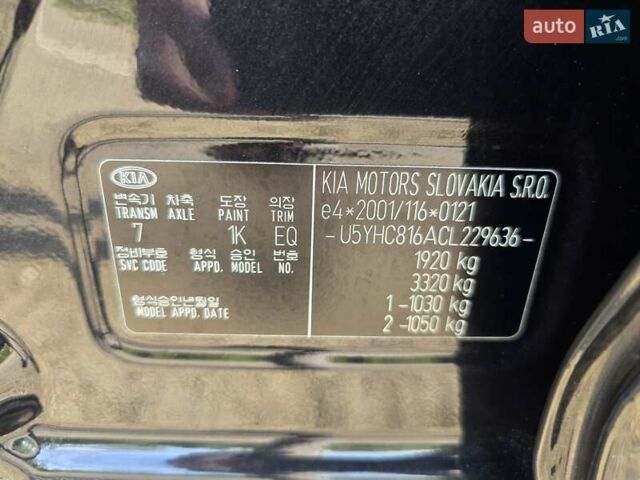 auto RIA.com
KIA
변속기 차축 도장 의장
TRANSM AXLE PAINT TRIM
7 1K EQ
정비부호 형식 승인 번호
SVC CODE APPD. MODEL NO.
형식승인년월일
MODEL APPD. DATE
KIA MOTORS SLOVAKIA S.R.O.
e4*2001/116*0121
-U5YHC816ACL229636-
1920 kg
3320 kg
1 -1030 kg
2 -1050 kg